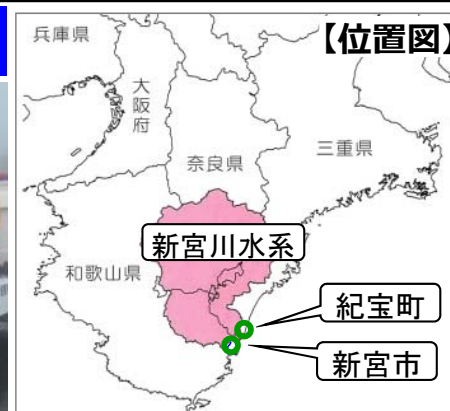 【位置図】
兵庫県
大阪府
三重県
奈良県
新宮川水系
和歌山県
紀宝町
新宮市